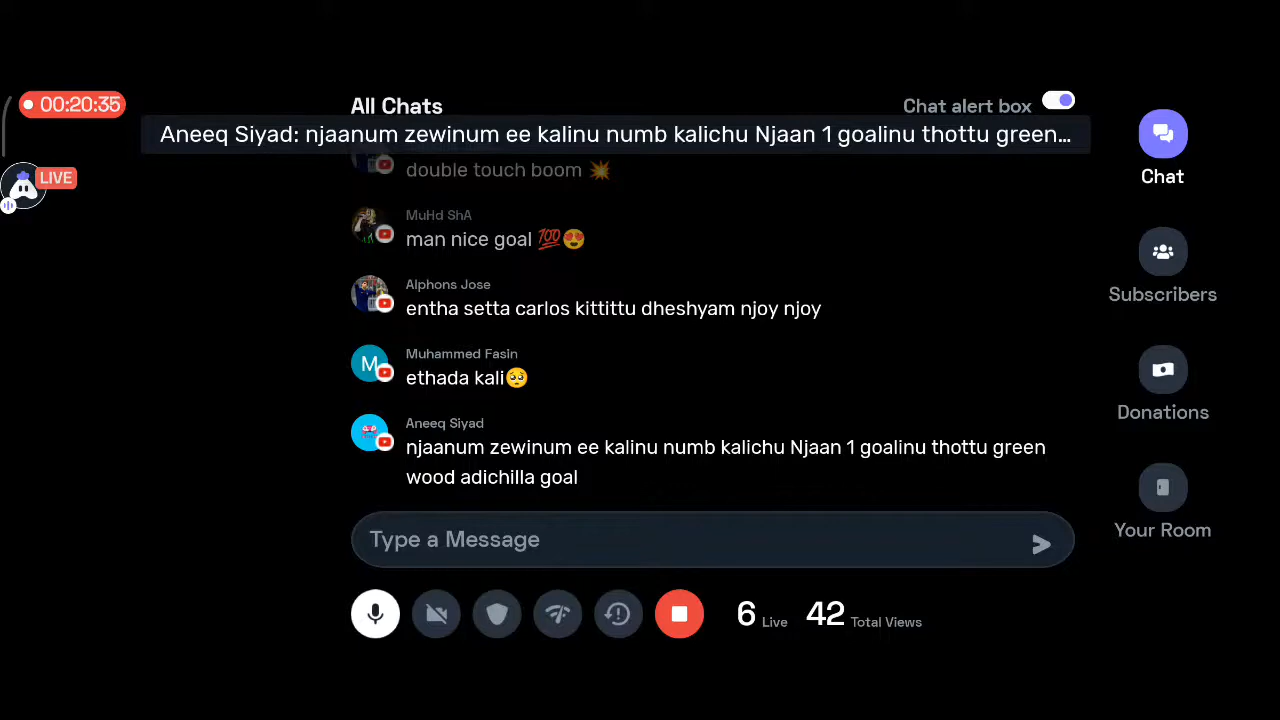 00:20:35
All Chats
Chat alert box
Aneeq Siyad: njaanum zewinum ee kalinu numb kalichu Njaan 1 goalinu thottu green...
LIVE
double touch boom 💥
MuHd ShA
man nice goal 💯😍
Alphons Jose
entha setta carlos kittittu dheshyam njoy njoy
Muhammed Fasin
M
ethada kali🥺
Aneeq Siyad
njaanum zewinum ee kalinu numb kalichu Njaan 1 goalinu thottu green
wood adichilla goal
Type a Message
6 Live 42 Total Views
Chat
Subscribers
Donations
Your Room